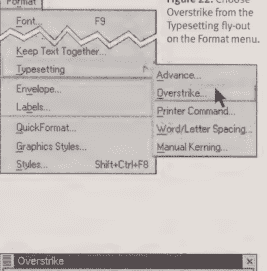 Format
Figure 22: Choose
Overstrike from the
Typesetting fly-out
on the Format menu.
Font... F9
Keep Text Together...
Typesetting
Envelope...
Labels...
QuickFormat...
Graphics Styles...
Styles... Shift+Ctrl+F8
Advance...
Overstrike...
Printer Command...
Word/Letter Spacing...
Manual Kerning...
Overstrike